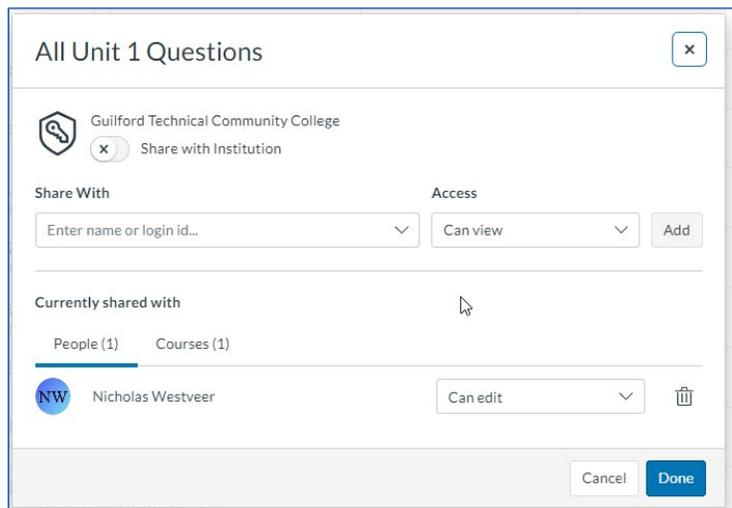 All Unit 1 Questions
Guilford Technical Community College
Share with Institution
Share With Access
Enter name or login id... Can view Add
Currently shared with
People (1) Courses (1)
NW Nicholas Westveer Can edit
Cancel Done